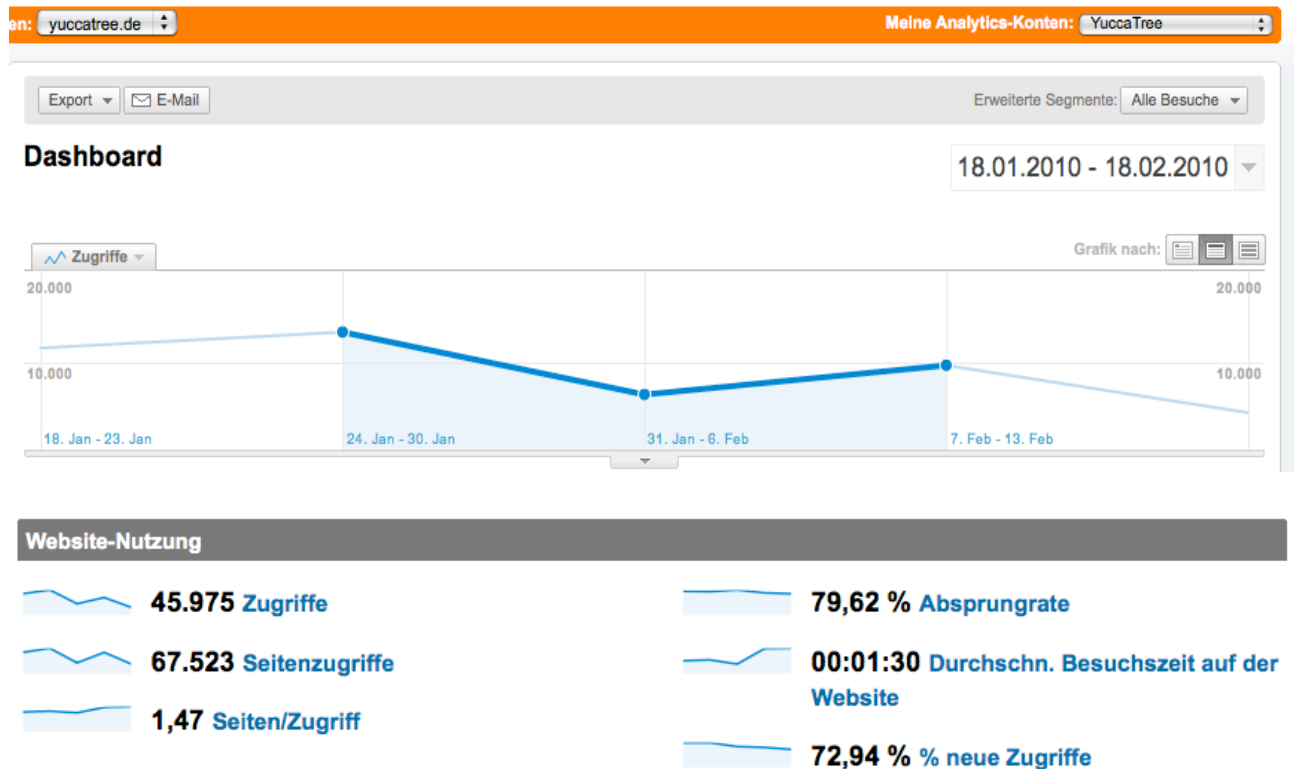 en: yuccatree.de Meine Analytics-Konten: YuccaTree
Export E-Mail Erweiterte Segmente: Alle Besuche
Dashboard 18.01.2010 - 18.02.2010
Zugriffe Grafik nach:
20.000 20.000
10.000 10.000
18. Jan - 23. Jan 24. Jan - 30. Jan 31. Jan - 6. Feb 7. Feb - 13. Feb
Website-Nutzung
45.975 Zugriffe 79,62 % Absprungrate
67.523 Seitenzugriffe 00:01:30 Durchschn. Besuchszeit auf der
Website
1,47 Seiten/Zugriff
72,94 % % neue Zugriffe